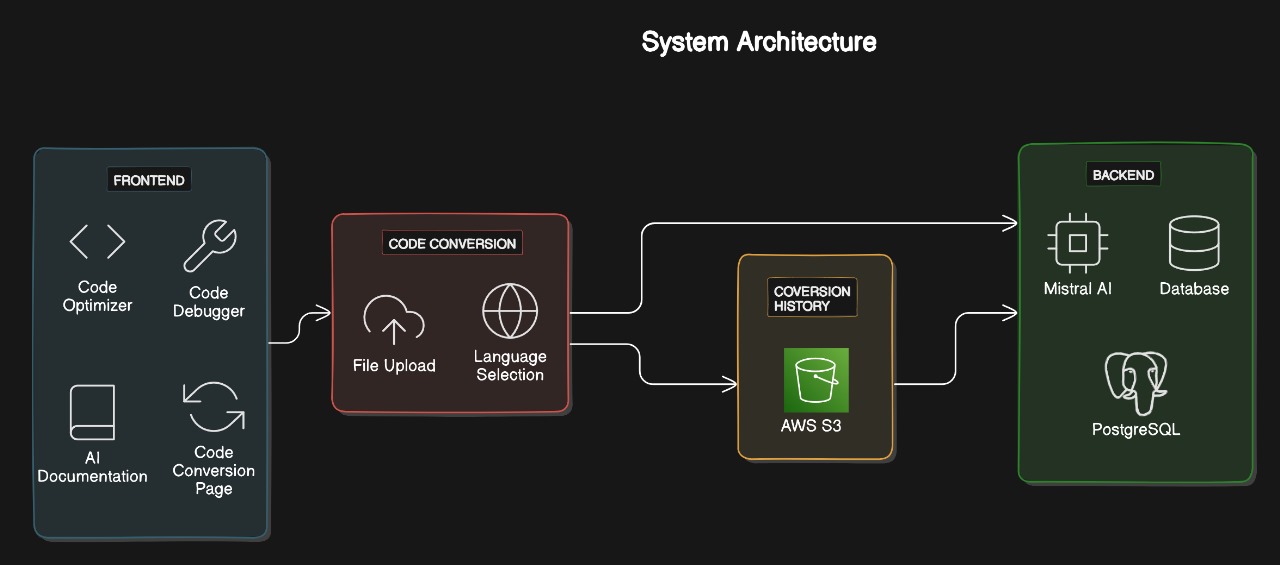 System Architecture
FRONTEND
Code
Optimizer
Code
Debugger
AI
Documentation
Code
Conversion
Page
CODE CONVERSION
File Upload
Language
Selection
COVERSION
HISTORY
AWS S3
BACKEND
Mistral AI
Database
PostgreSQL